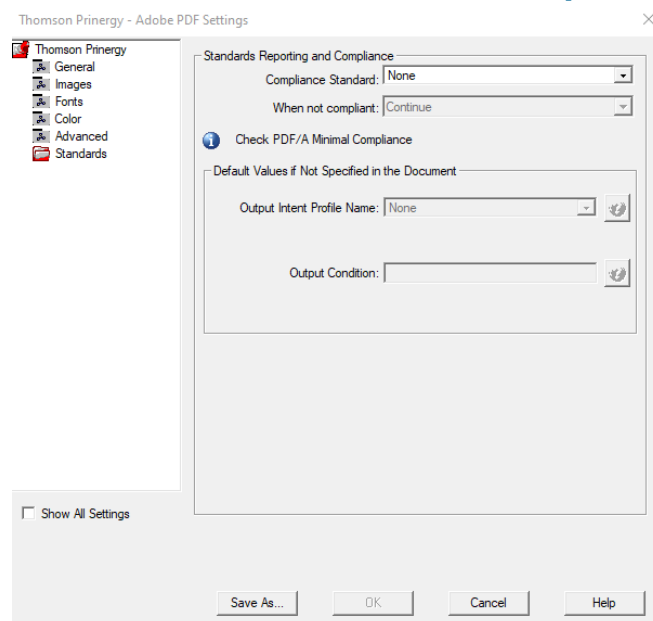 Thomson Prinergy - Adobe PDF Settings
Thomson Prinergy
General
Images
Fonts
Color
Advanced
Standards
Standards Reporting and Compliance
Compliance Standard: None
When not compliant: Continue
Check PDF/A Minimal Compliance
Default Values if Not Specified in the Document
Output Intent Profile Name: None
Output Condition:
Show All Settings
Save As... OK Cancel Help